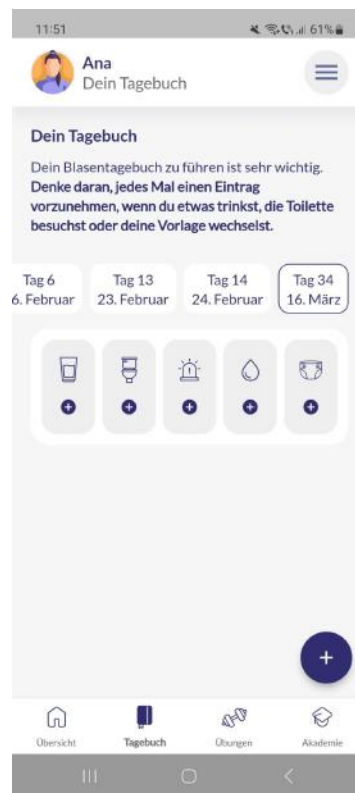 11:51 61%
Ana
Dein Tagebuch
Dein Tagebuch
Dein Blasentagebuch zu führen ist sehr wichtig.
Denke daran, jedes Mal einen Eintrag
vorzunehmen, wenn du etwas trinkst, die Toilette
besuchst oder deine Vorlage wechselst.
Tag 6 Tag 13 Tag 14 Tag 34
6. Februar 23. Februar 24. Februar 16. März
Übersicht Tagebuch Übungen Akademie